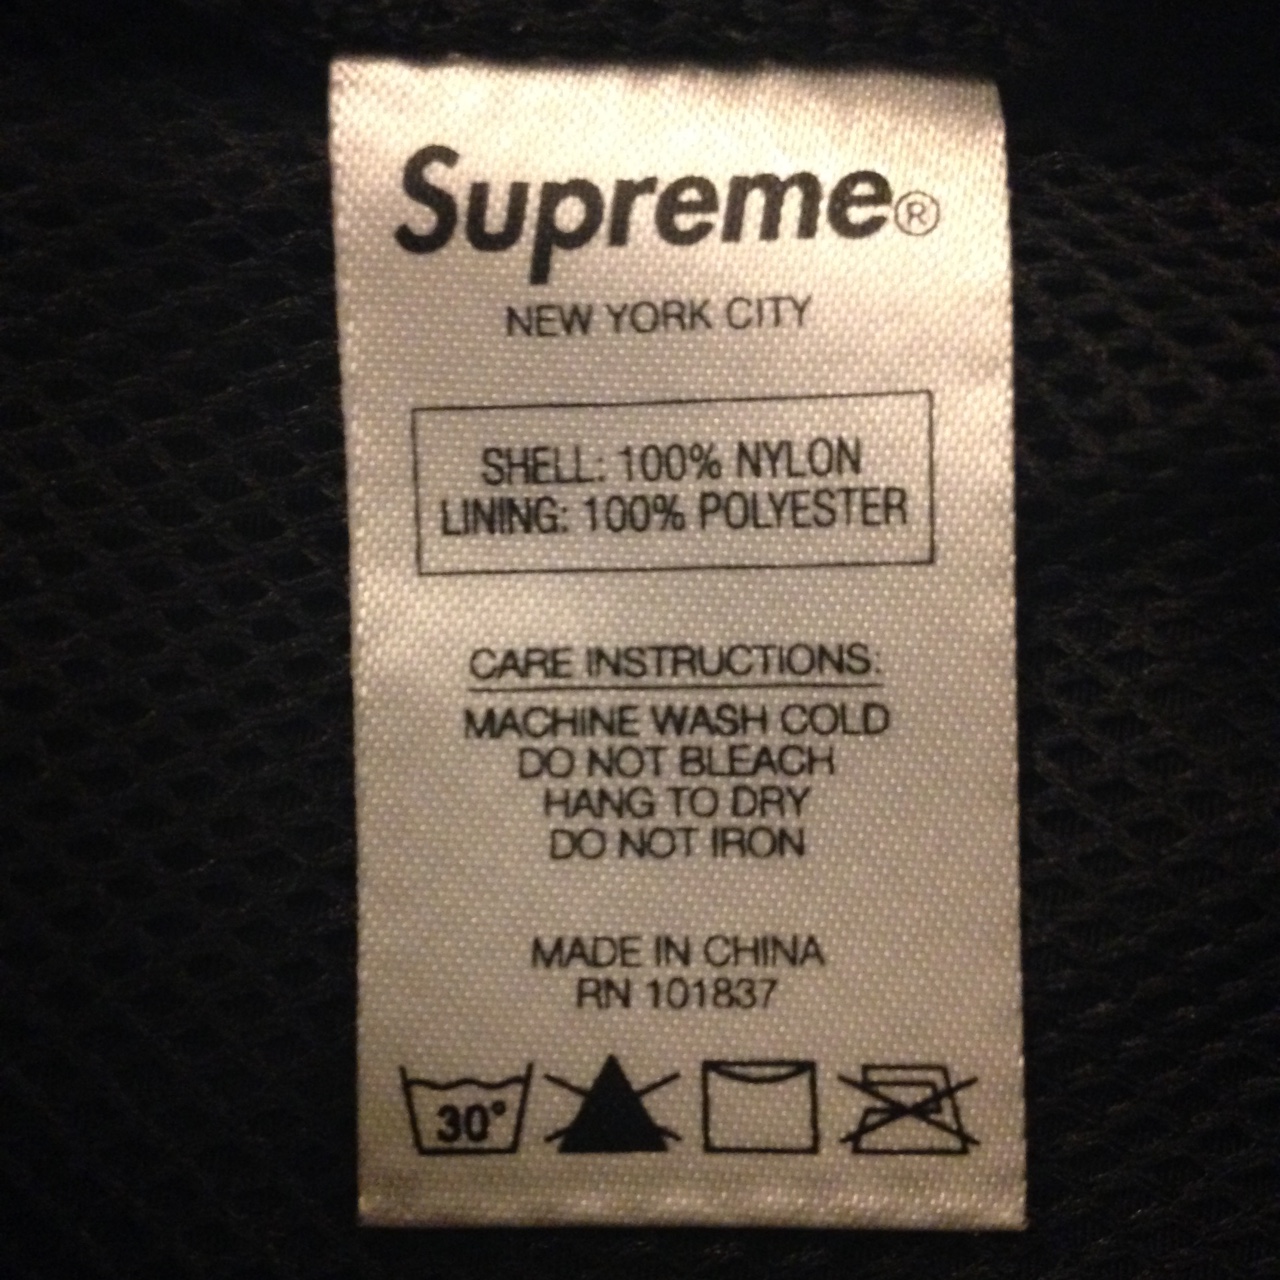 Supreme®
NEW YORK CITY
SHELL: 100% NYLON
LINING: 100% POLYESTER
CARE INSTRUCTIONS:
MACHINE WASH COLD
DO NOT BLEACH
HANG TO DRY
DO NOT IRON
MADE IN CHINA
RN 101837
30°